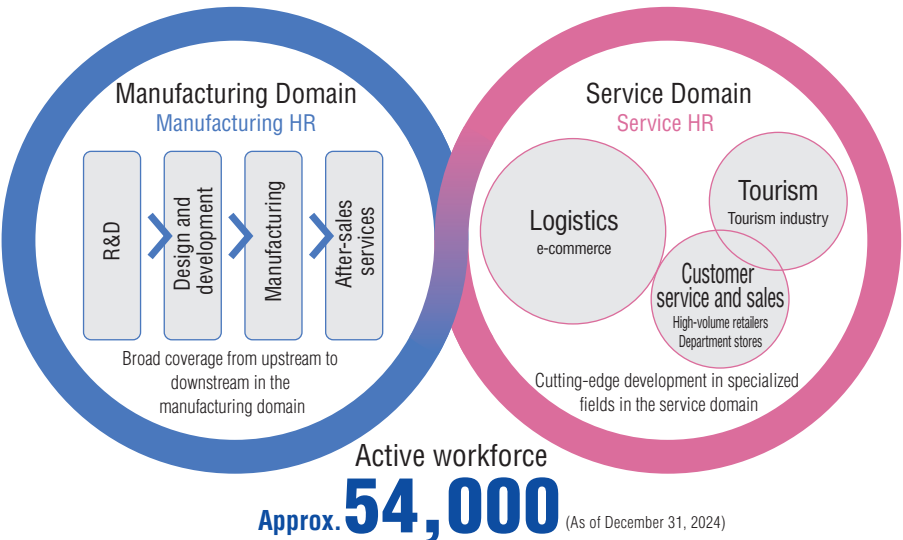 Manufacturing Domain
Manufacturing HR
R&D
Design and
development
Manufacturing
After-sales
services
Broad coverage from upstream to
downstream in the
manufacturing domain
Service Domain
Service HR
Logistics
e-commerce
Tourism
Tourism industry
Customer
service and sales
High-volume retailers
Department stores
Cutting-edge development in specialized
fields in the service domain
Active workforce
Approx. 54,000 (As of December 31, 2024)